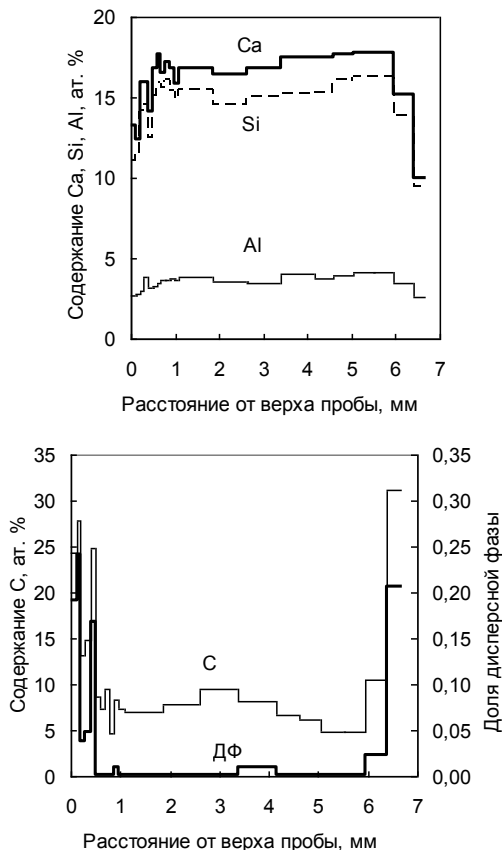 Содержание Ca, Si, Al, ат. %
20
15
10
5
0
Ca
Si
Al
0 1 2 3 4 5 6 7
Расстояние от верха пробы, мм
Содержание C, ат. %
35
30
25
20
15
10
5
0
C
ДФ
0,35
0,30
0,25
0,20
0,15
0,10
0,05
0,00
Доля дисперсной фазы
0 1 2 3 4 5 6 7
Расстояние от верха пробы, мм